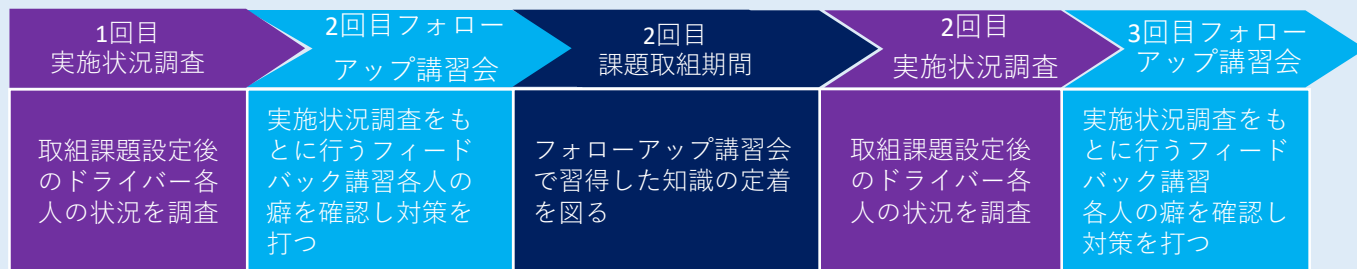 1回目
実施状況調査
2回目フォロー
アップ講習会
2回目
課題取組期間
2回目
実施状況調査
3回目フォロー
アップ講習会
取組課題設定後
のドライバー各
人の状況を調査
実施状況調査をも
とに行うフィード
バック講習各人の
癖を確認し対策を
打つ
フォローアップ講習会
で習得した知識の定着
を図る
取組課題設定後
のドライバー各
人の状況を調査
実施状況調査をも
とに行うフィード
バック講習
各人の癖を確認し
対策を打つ